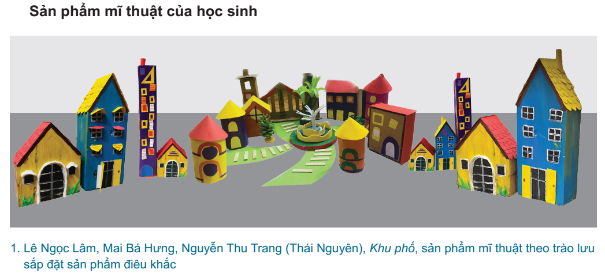 Sản phẩm mĩ thuật của học sinh
1. Lê Ngọc Lâm, Mai Bá Hưng, Nguyễn Thu Trang (Thái Nguyên), Khu phố, sản phẩm mĩ thuật theo trào lưu
sắp đặt sản phẩm điêu khắc